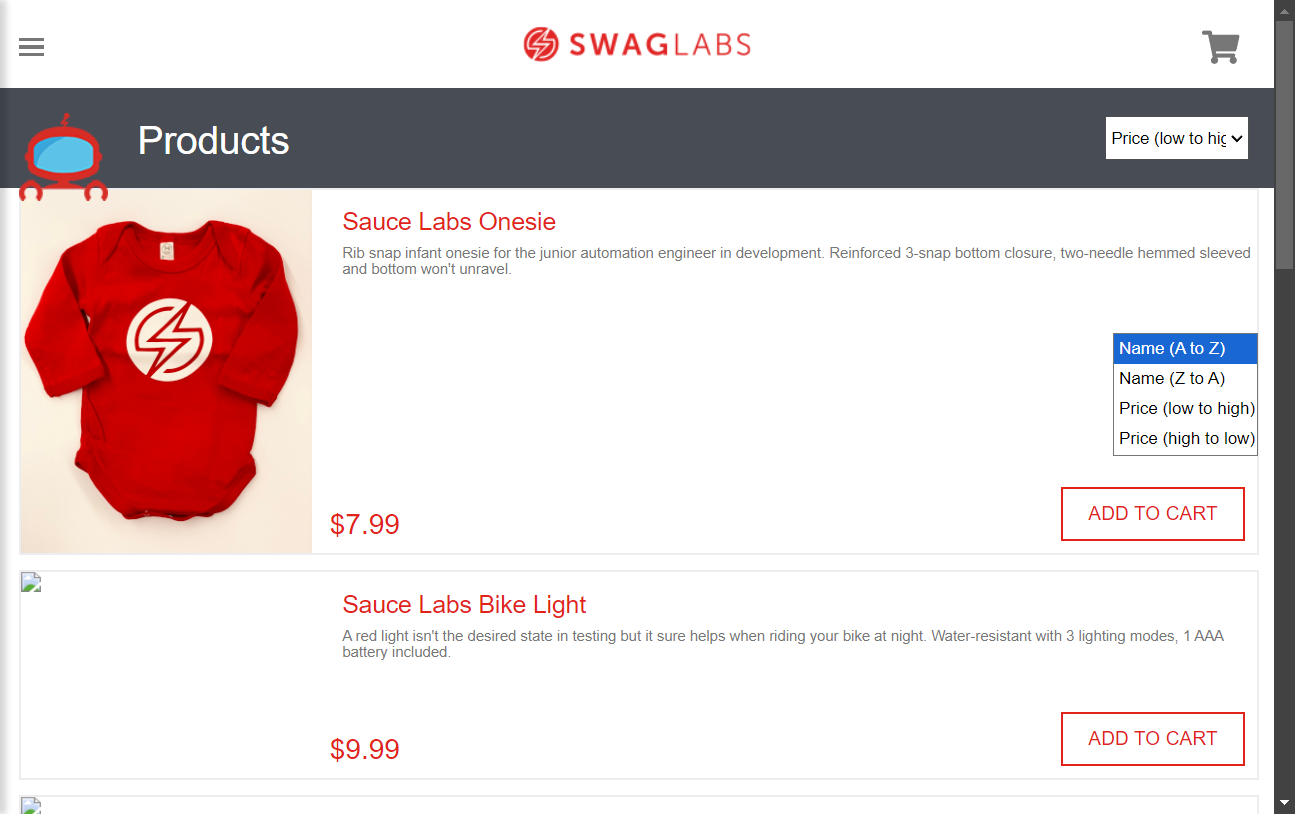 SWAGLABS
Products
Price (low to hig
Sauce Labs Onesie
Rib snap infant onesie for the junior automation engineer in development. Reinforced 3-snap bottom closure, two-needle hemmed sleeved
and bottom won't unravel.
Name (A to Z)
Name (Z to A)
Price (low to high)
Price (high to low)
$7.99
ADD TO CART
Sauce Labs Bike Light
A red light isn't the desired state in testing but it sure helps when riding your bike at night. Water-resistant with 3 lighting modes, 1 AAA
battery included.
$9.99
ADD TO CART